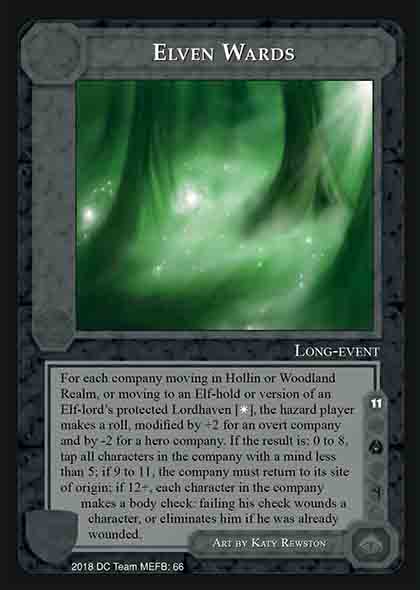 ELVEN WARDS
LONG-EVENT
For each company moving in Hollin or Woodland
Realm, or moving to an Elf-hold or version of an
Elf-lord's protected Lordhaven [☀], the hazard player
makes a roll, modified by +2 for an overt company
and by -2 for a hero company. If the result is: 0 to 8,
tap all characters in the company with a mind less
than 5; if 9 to 11, the company must return to its site
of origin; if 12+, each character in the company
makes a body check: failing his check wounds a
character, or eliminates him if he was already
wounded.
11
ART BY KATY REWSTON
2018 DC Team MEFB: 66